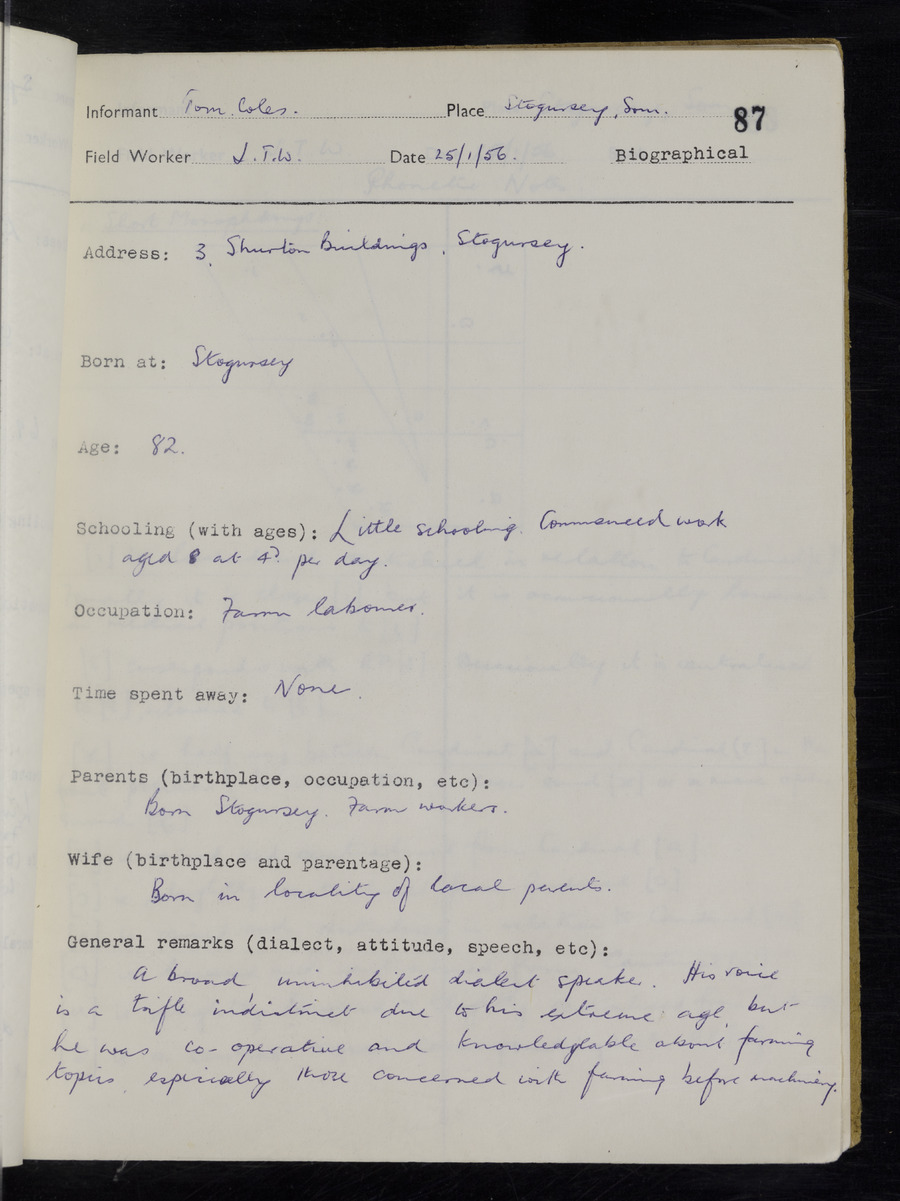 Informant Tom. Coles. Place Stogursey, Som. 87
Field Worker J.T.W. Date 25/1/56. Biographical
Address: 3, Shurton Buildings, Stogursey.
Born at: Stogursey
Age: 82.
Schooling (with ages): Little schooling. Commenced work
aged 8 at 4d per day.
Occupation: Farm labourer.
Time spent away: None.
Parents (birthplace, occupation, etc):
Born Stogursey. Farm workers.
Wife (birthplace and parentage):
Born in locality of local parents.
General remarks (dialect, attitude, speech, etc):
A broad uninhibited dialect speaker. His voice
is a trifle indistinct due to his extreme age, but
he was co-operative and knowledgable about farming
topics, especially those concerned with farming before machinery.